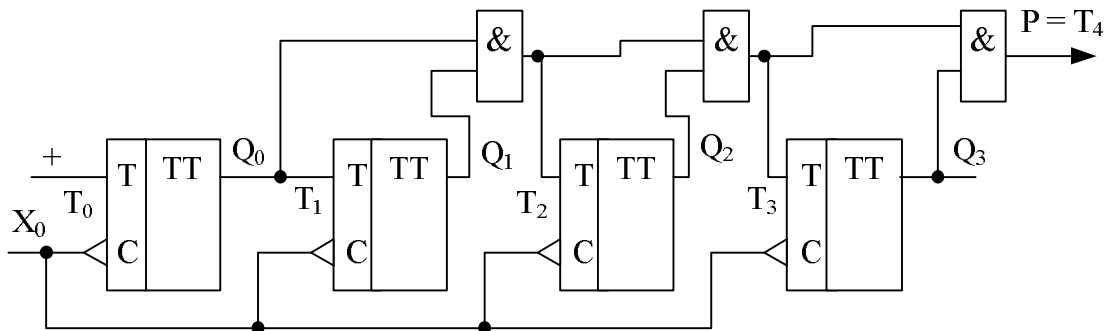 & & & P = T₄
+ Q₀ Q₁ Q₂ Q₃
T TT T TT T TT T TT
T₀ T₁ T₂ T₃
X₀
C C C C